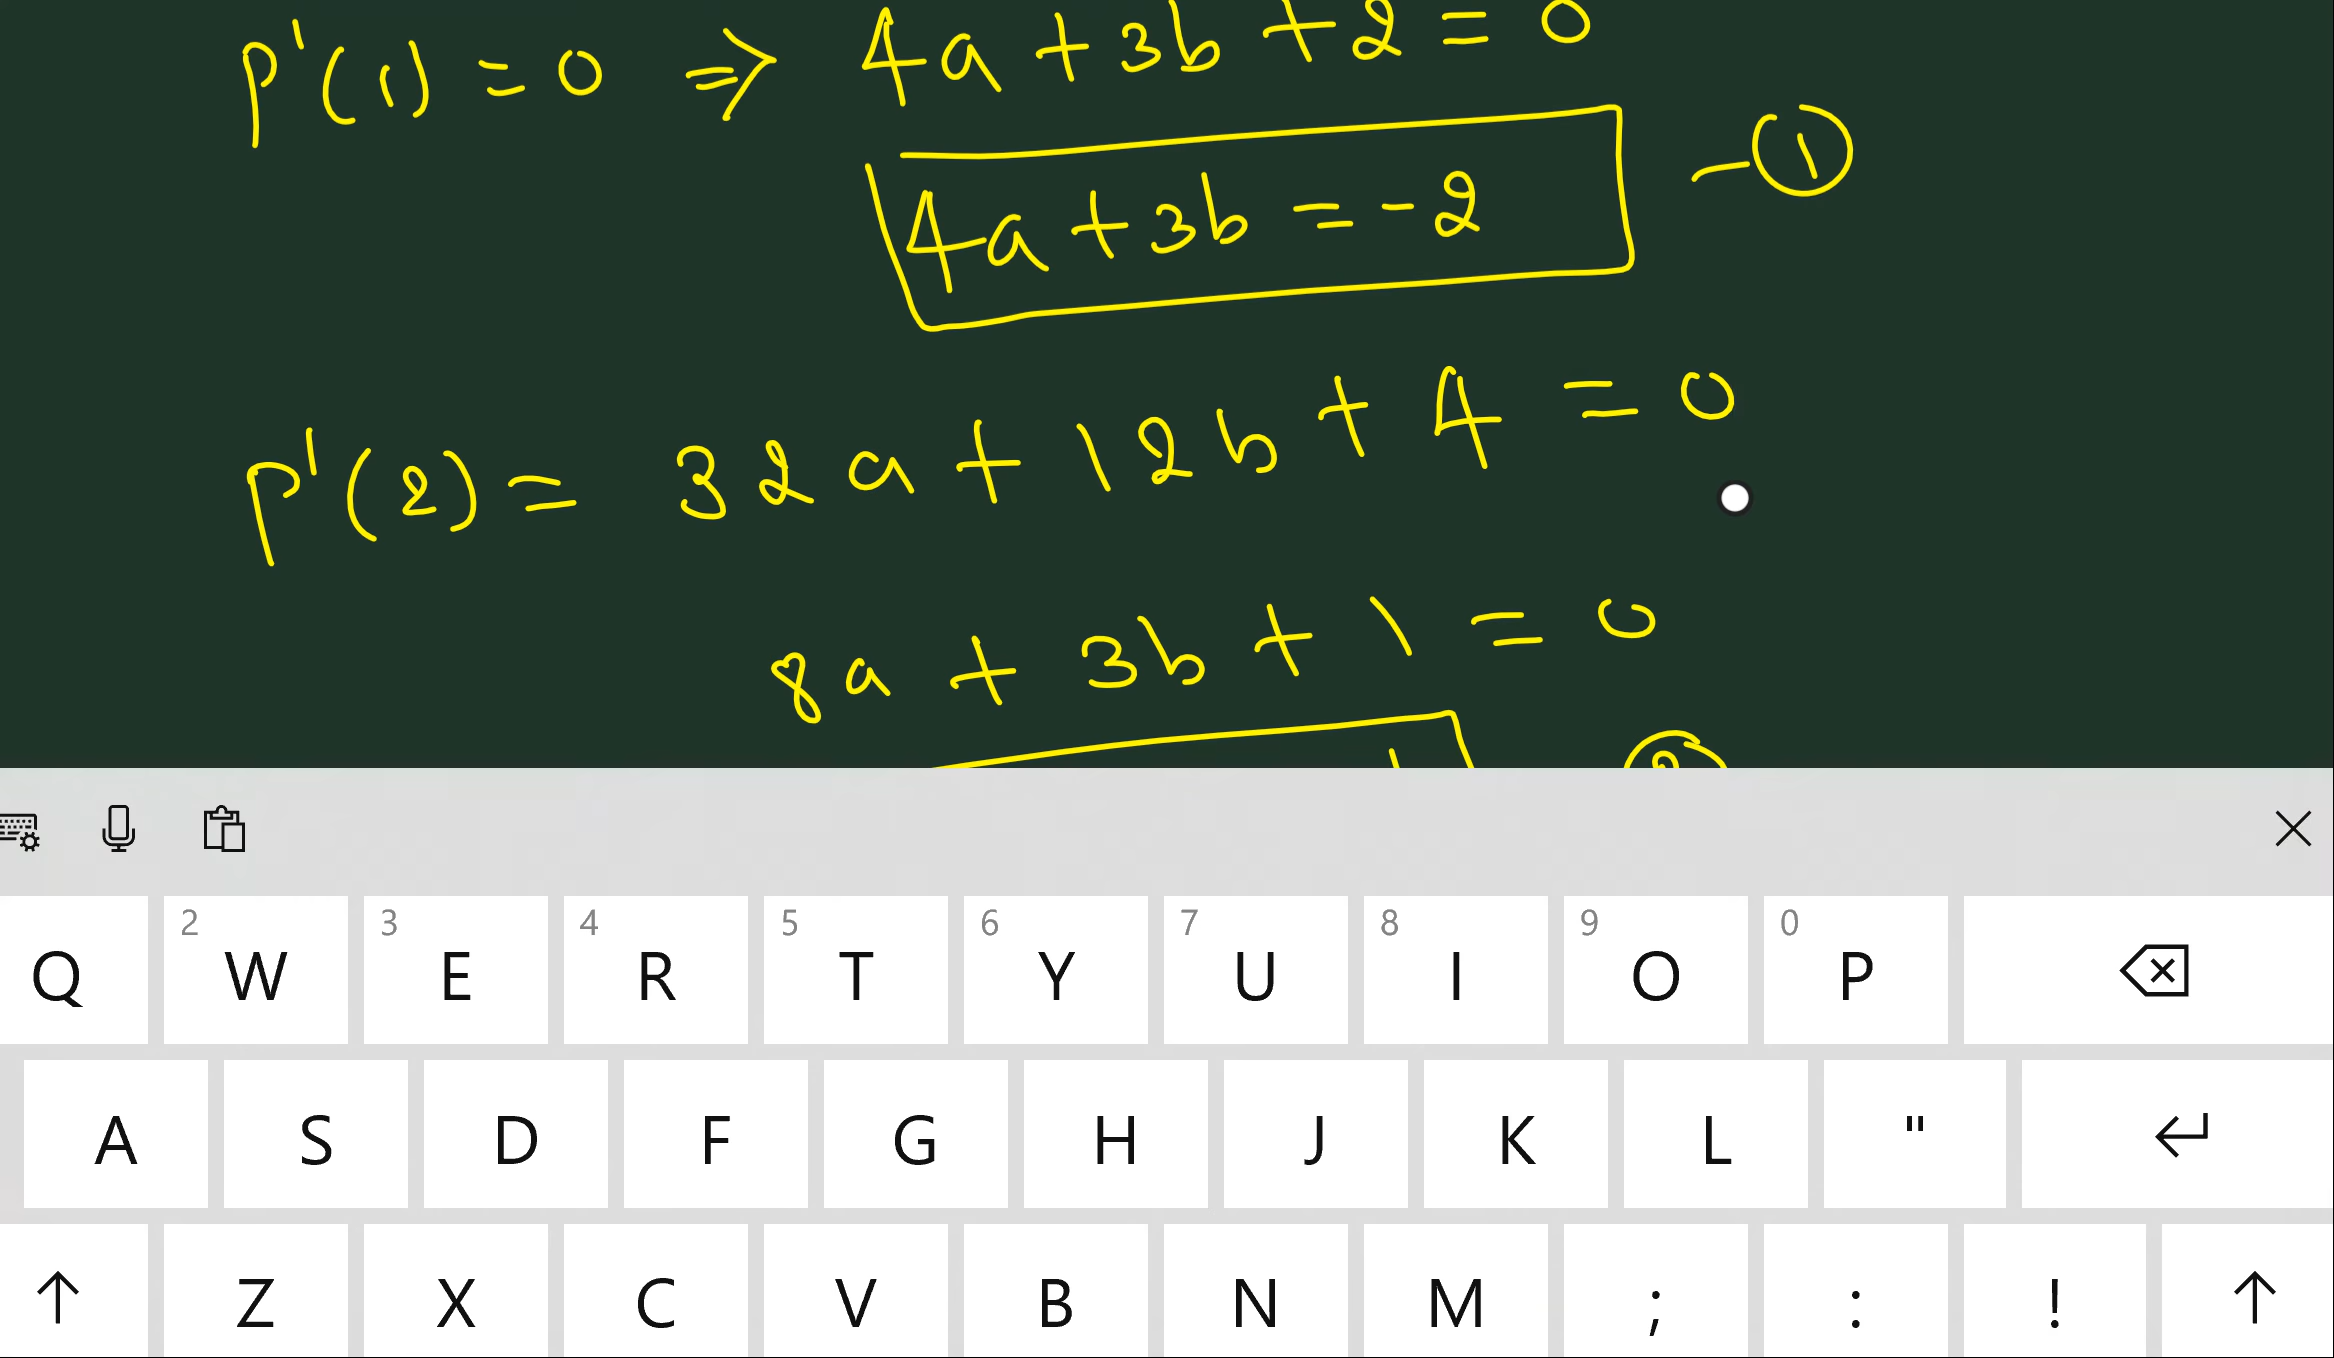 P'(1) = 0 ⇒ 4a + 3b + 2 = 0
4a + 3b = -2 - ①
P'(2) = 32a + 12b + 4 = 0
8a + 3b + 1 = 0
Q 2 W 3 E 4 R 5 T 6 Y 7 U 8 I 9 O 0 P
A S D F G H J K L "
Z X C V B N M ; : !